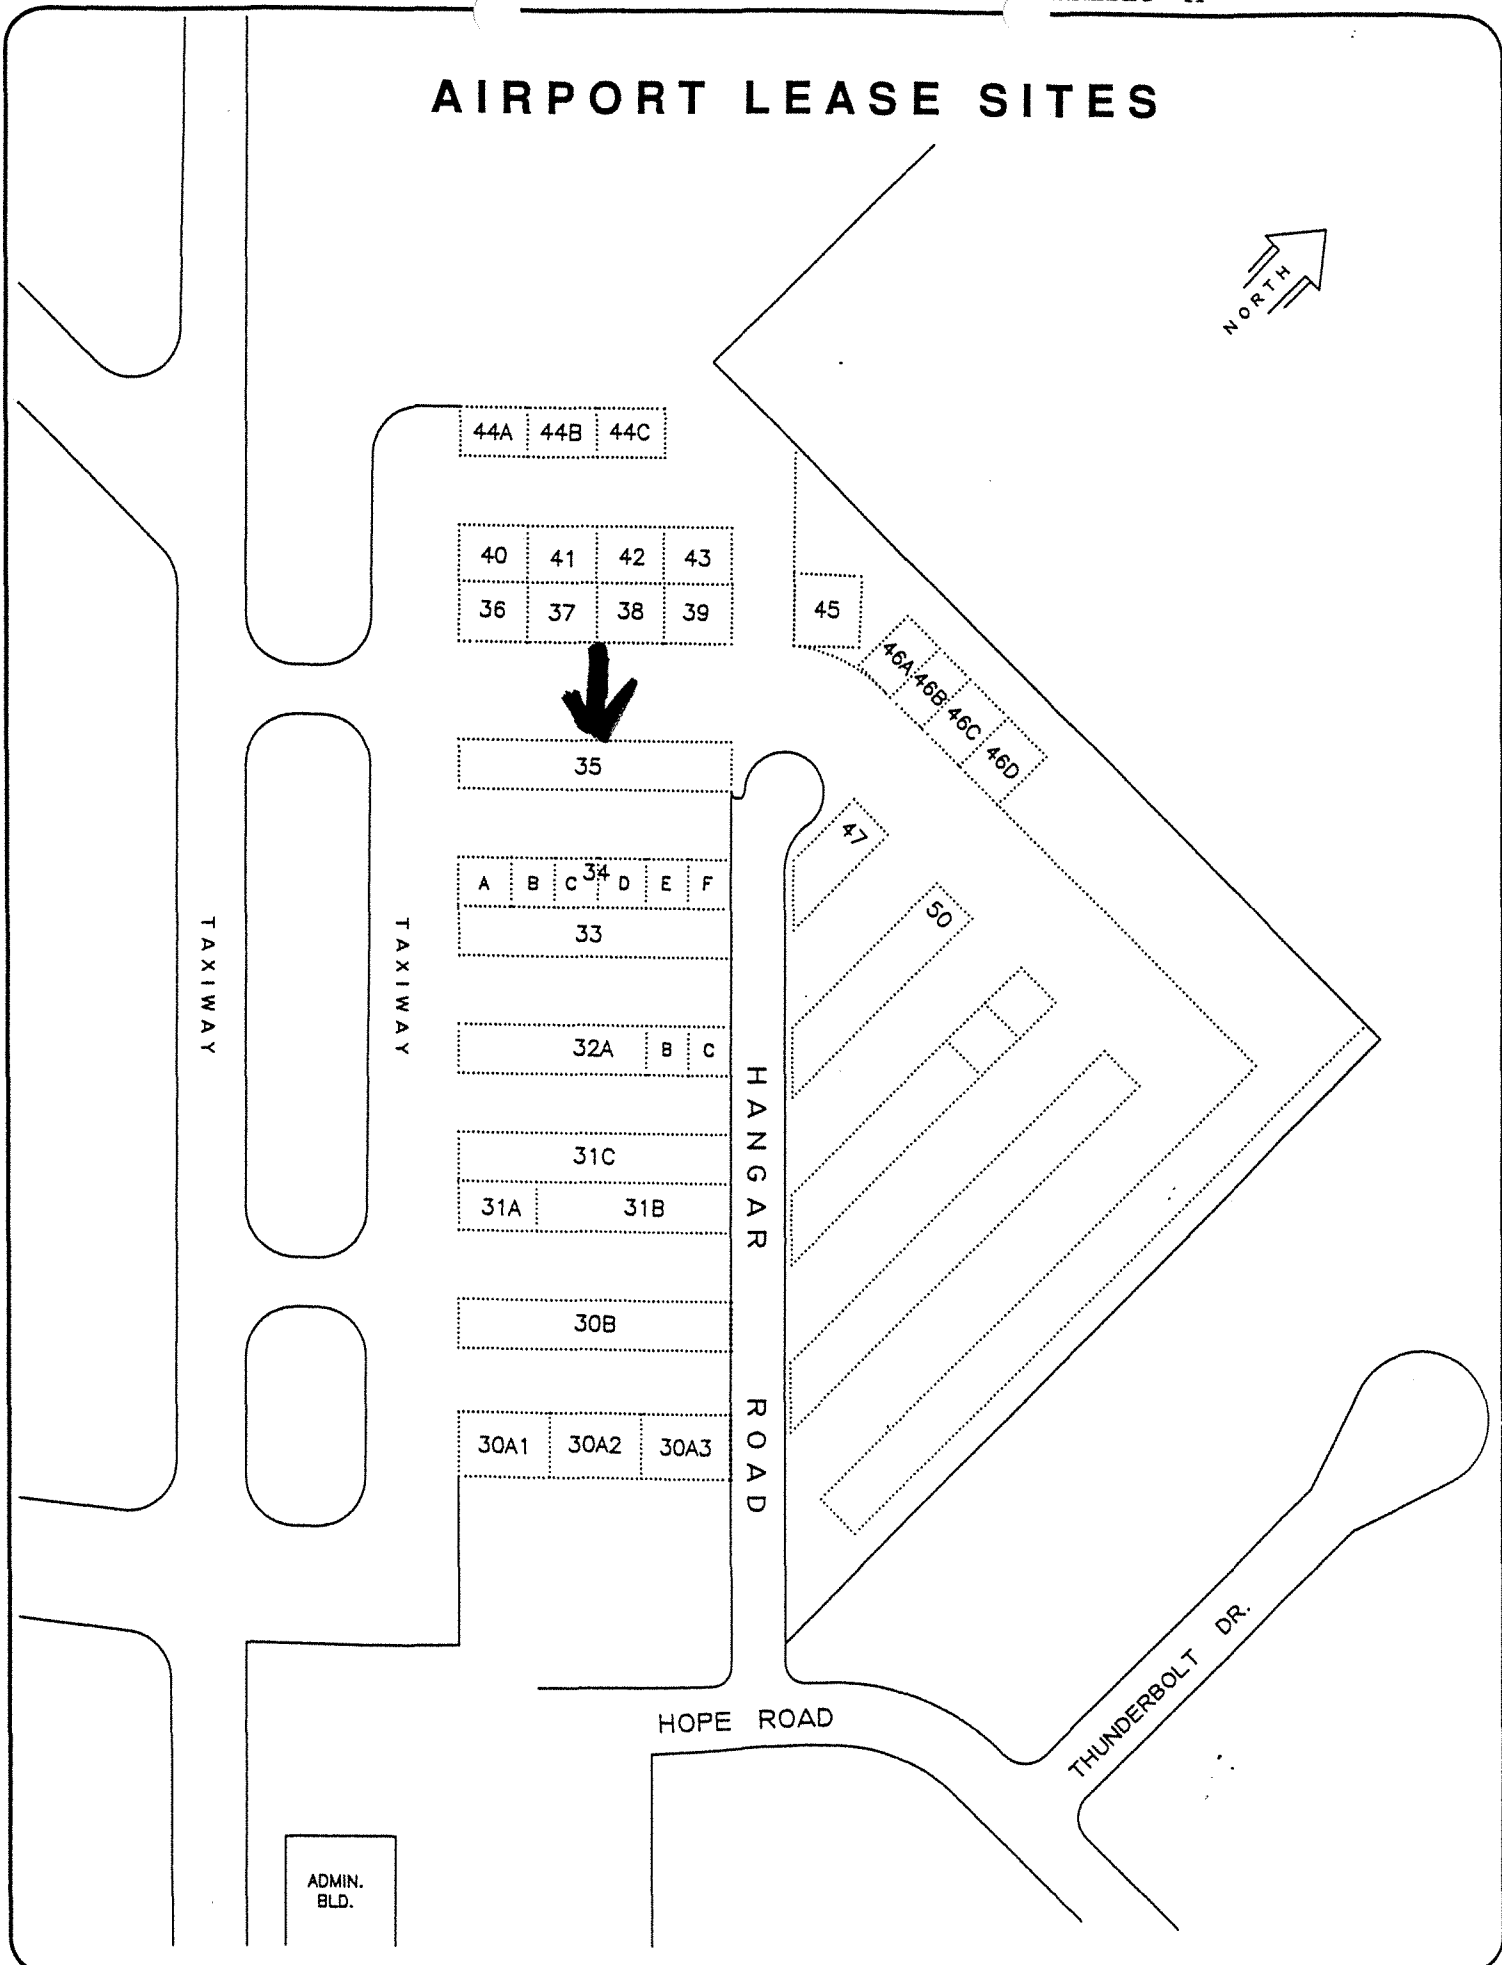 AIRPORT LEASE SITES
NORTH
44A 44B 44C
40 41 42 43
36 37 38 39
45
46A
46B
46C
46D
35
47
34
A B C D E F
33
50
TAXIWAY
TAXIWAY
32A B C
HANGAR ROAD
31C
31A 31B
30B
30A1 30A2 30A3
THUNDERBOLT DR.
HOPE ROAD
ADMIN.
BLD.